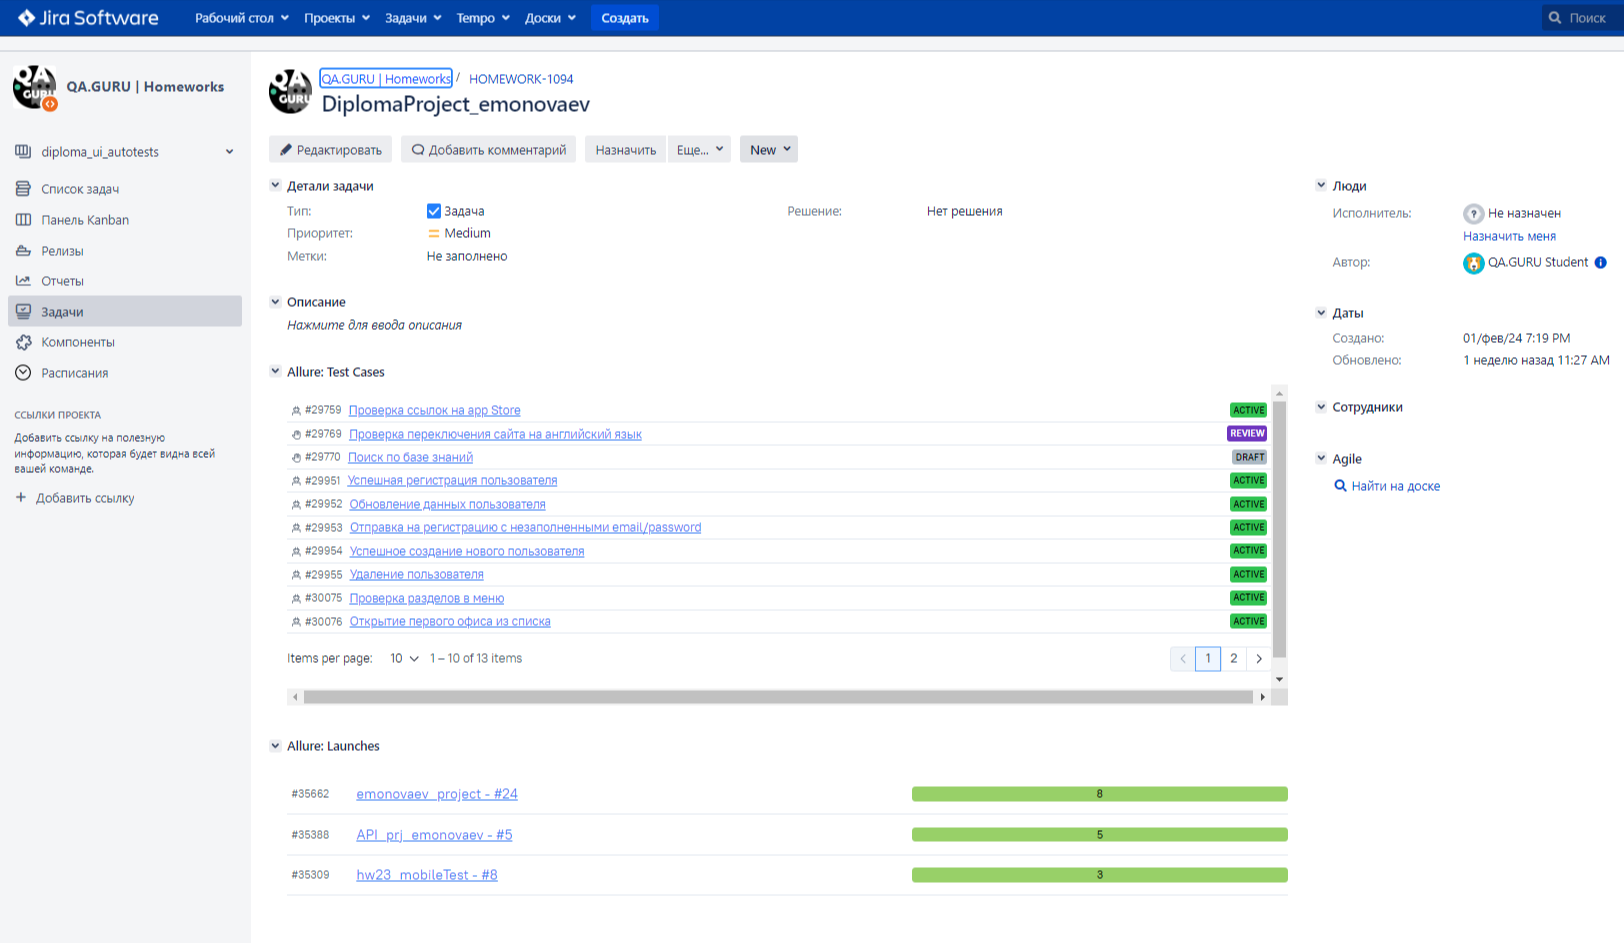 Jira Software Рабочий стол Проекты Задачи Tempo Доски Создать Поиск
QA GURU
QA.GURU | Homeworks
diploma_ui_autotests
Список задач
Панель Kanban
Релизы
Отчеты
Задачи
Компоненты
Расписания
ССЫЛКИ ПРОЕКТА
Добавить ссылку на полезную
информацию, которая будет видна всей
вашей команде.
+ Добавить ссылку
QA GURU
QA.GURU | Homeworks / HOMEWORK-1094
DiplomaProject_emonovaev
Редактировать Добавить комментарий Назначить Еще... New
Детали задачи
Тип: Задача Решение: Нет решения
Приоритет: Medium
Метки: Не заполнено
Описание
Нажмите для ввода описания
Allure: Test Cases
#29759 Проверка ссылок на app Store ACTIVE
#29769 Проверка переключения сайта на английский язык REVIEW
#29770 Поиск по базе знаний DRAFT
#29951 Успешная регистрация пользователя ACTIVE
#29952 Обновление данных пользователя ACTIVE
#29953 Отправка на регистрацию с незаполненными email/password ACTIVE
#29954 Успешное создание нового пользователя ACTIVE
#29955 Удаление пользователя ACTIVE
#30075 Проверка разделов в меню ACTIVE
#30076 Открытие первого офиса из списка ACTIVE
Items per page: 10 1 – 10 of 13 items 1 2
Allure: Launches
#35662 emonovaev_project - #24 8
#35388 API_prj_emonovaev - #5 5
#35309 hw23_mobileTest - #8 3
Люди
Исполнитель: Не назначен
Назначить меня
Автор: QA.GURU Student
Даты
Создано: 01/фев/24 7:19 PM
Обновлено: 1 неделю назад 11:27 AM
Сотрудники
Agile
Найти на доске